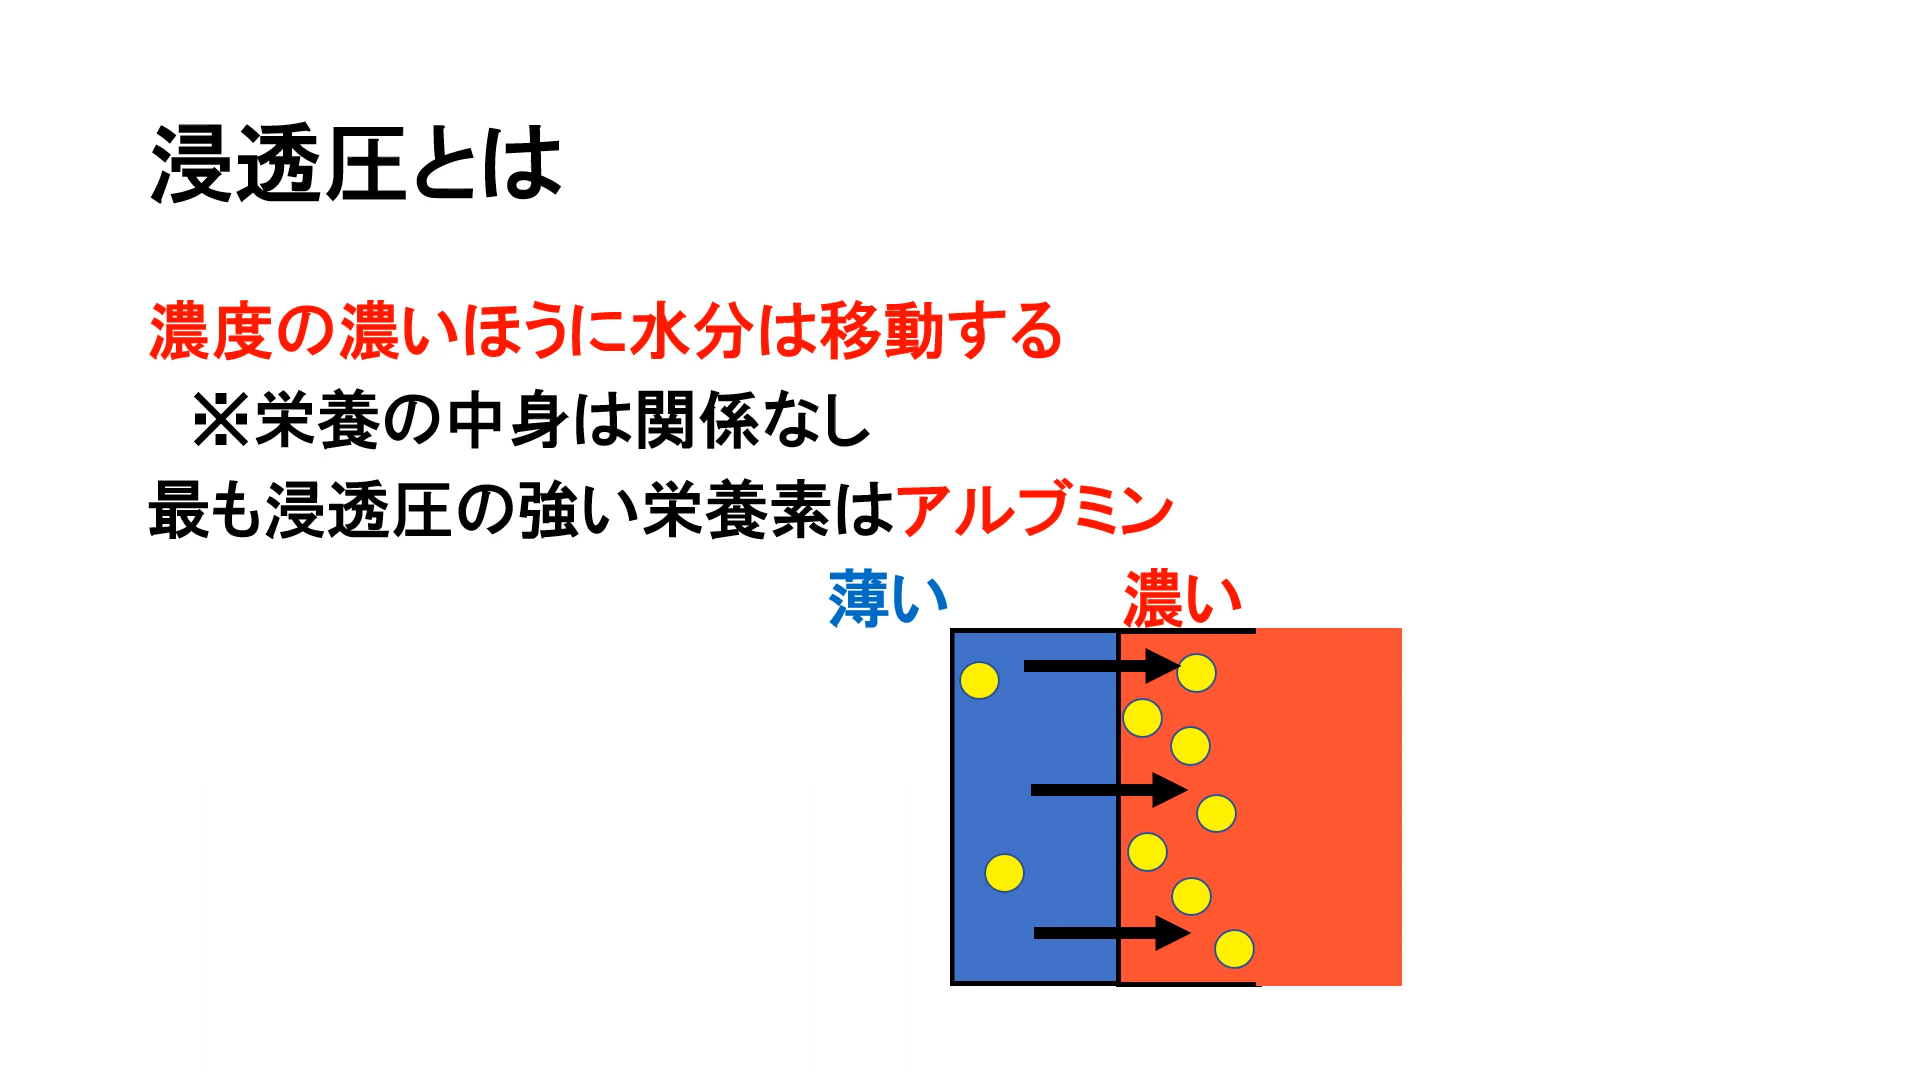 浸透圧とは
濃度の濃いほうに水分は移動する
※栄養の中身は関係なし
最も浸透圧の強い栄養素はアルブミン
薄い 濃い